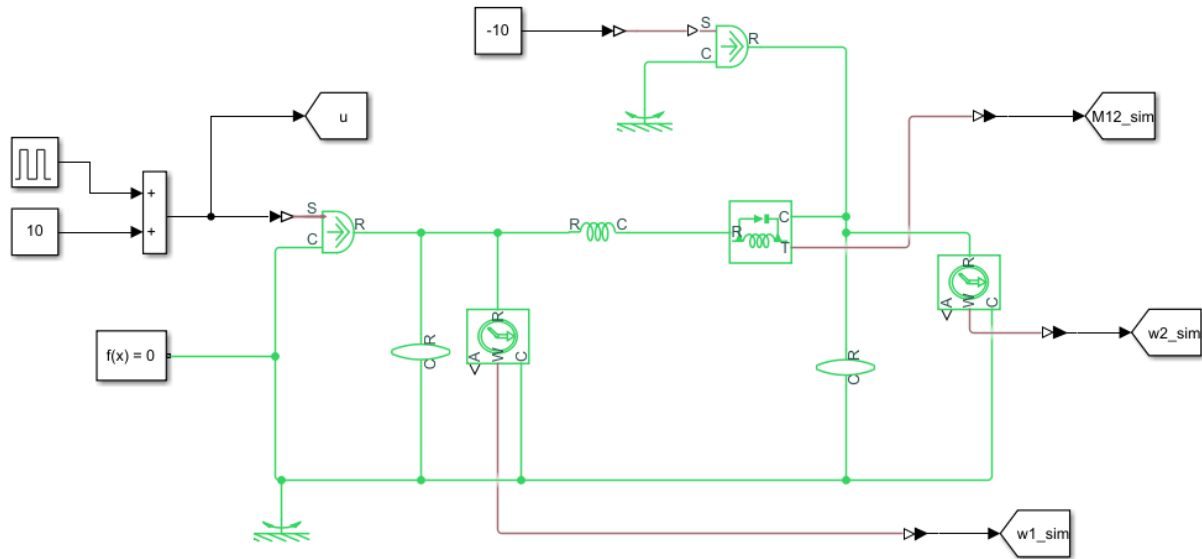 -10
S
R
C
M12_sim
u
+
10
+
S
R
C
R
C
R
C
T
R
A
W
C
w2_sim
f(x) = 0
R
A
W
C
C R
C R
w1_sim